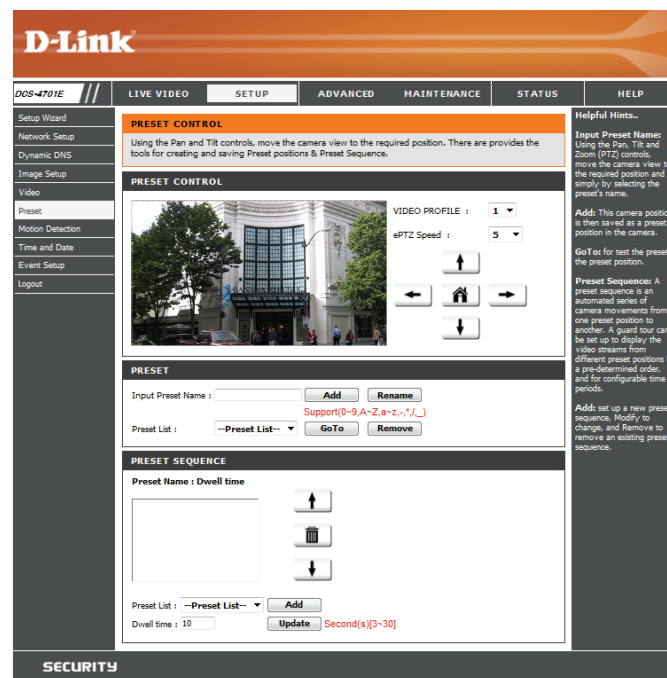 D-Link
DCS-4701E
LIVE VIDEO
SETUP
ADVANCED
MAINTENANCE
STATUS
HELP
Setup Wizard
Network Setup
Dynamic DNS
Image Setup
Video
Preset
Motion Detection
Time and Date
Event Setup
Logout
PRESET CONTROL
Using the Pan and Tilt controls, move the camera view to the required position. There are provides the
tools for creating and saving Preset positions & Preset Sequence.
PRESET CONTROL
VIDEO PROFILE : 1
ePTZ Speed : 5
PRESET
Input Preset Name : Add Rename
Support(0~9,A~Z,a~z,-,*,/,_)
Preset List : --Preset List-- GoTo Remove
PRESET SEQUENCE
Preset Name : Dwell time
Preset List : --Preset List-- Add
Dwell time : 10 Update Second(s)[3~30]
Helpful Hints..
Input Preset Name:
Using the Pan, Tilt and
Zoom (PTZ) controls,
move the camera view
the required position and
simply by selecting the
preset's name.
Add: This camera
is then saved as a preset
position in the camera.
GoTo: for test the preset
the preset position.
Preset Sequence: A
preset sequence is an
automated series of
camera movements from
one preset position to
another. A guard tour
be set up to display the
video streams from
different preset positions
a pre-determined order,
and for configurable time
periods.
Add: set up a new
sequence, Modify to
change, and Remove to
remove an existing
sequence.
SECURITY